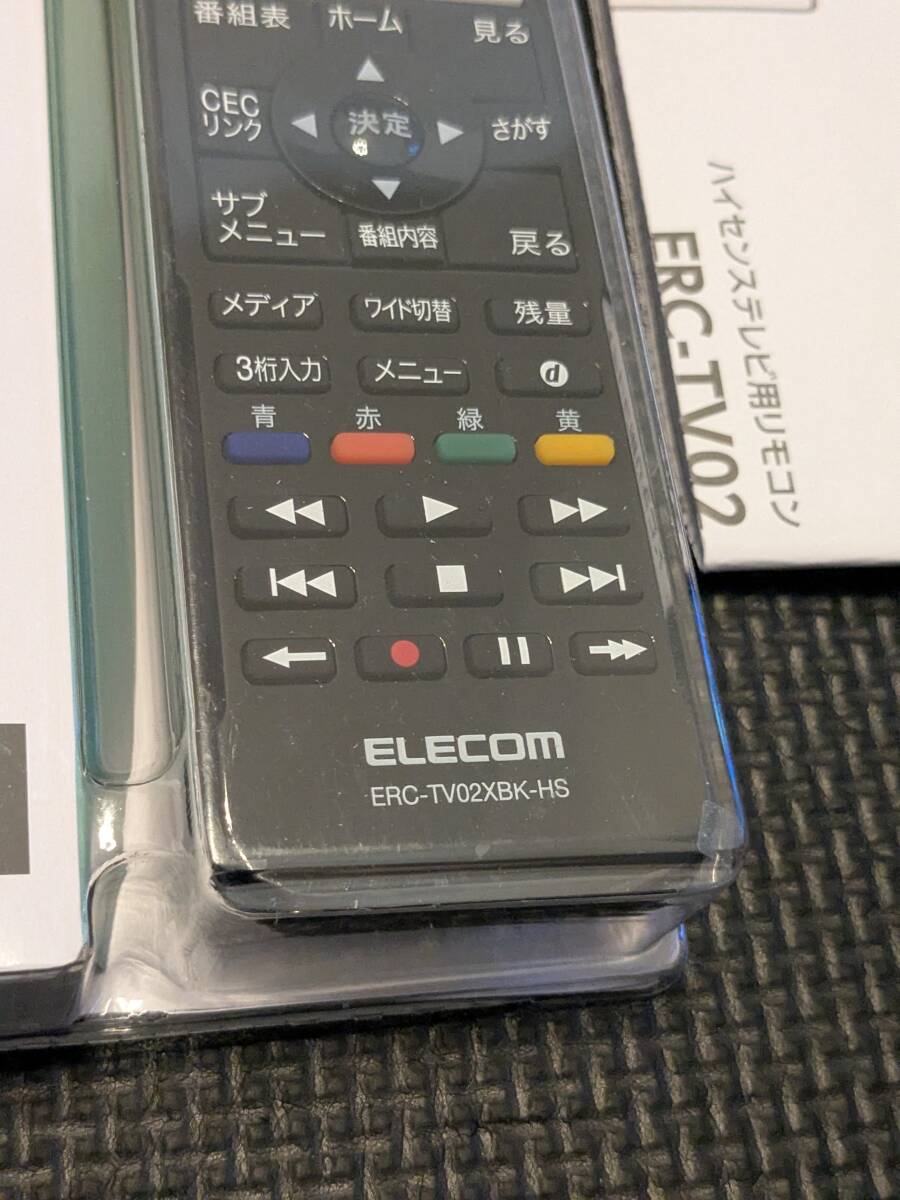 番組表 ホーム 見る
CEC
リンク
決定
さがす
サブ
メニュー
番組内容
戻る
メディア ワイド切替 残量
3桁入力 メニュー d
青 赤 緑 黄
ELECOM
ERC-TV02XBK-HS
ハイセンステレビ用リモコン
ERC-TV02